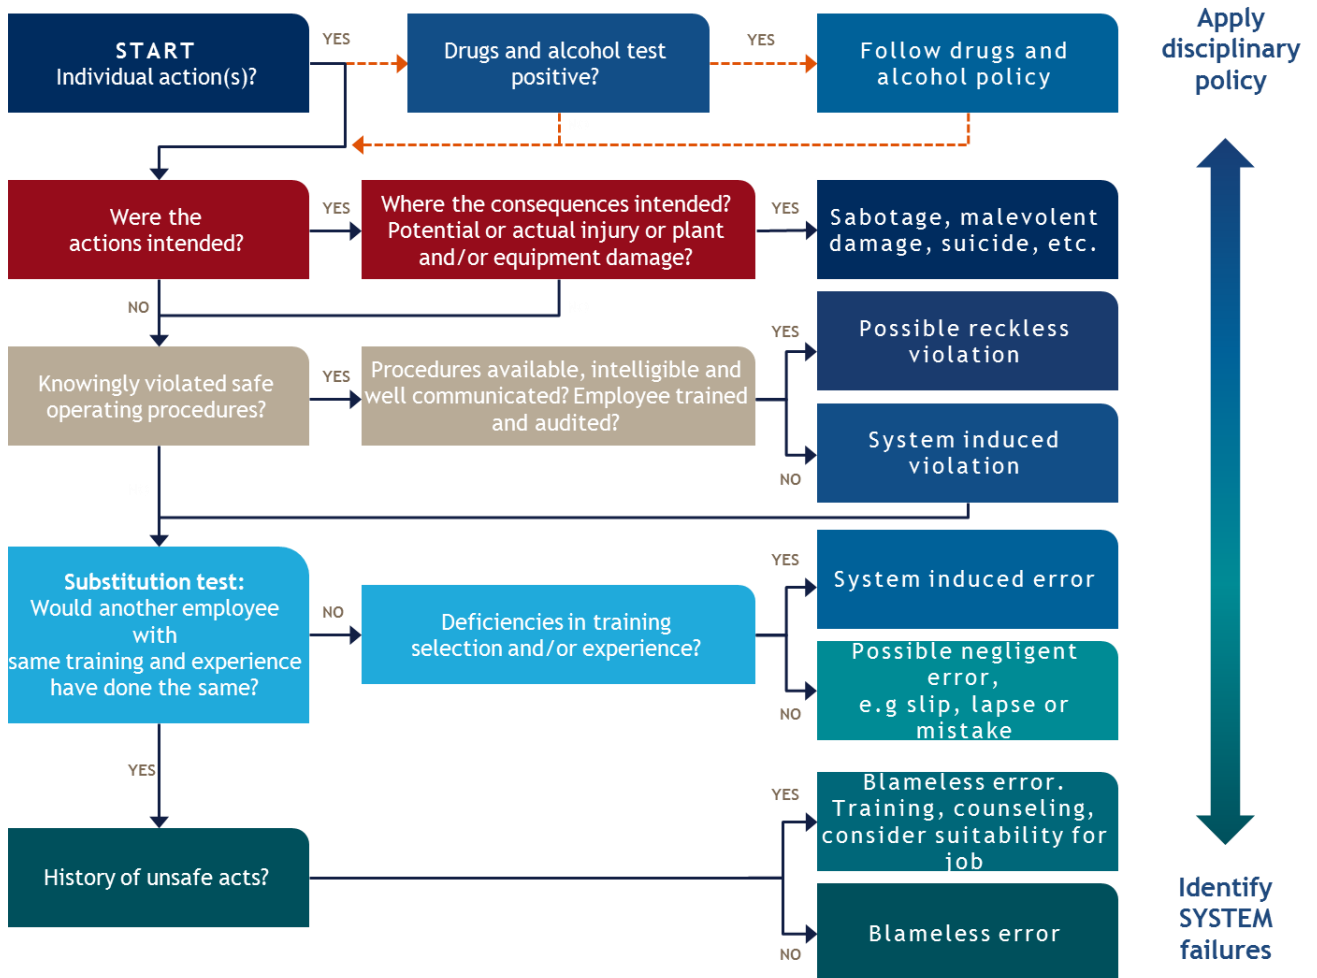 START
Individual action(s)?
YES
Drugs and alcohol test
positive?
YES
Follow drugs and
alcohol policy
Apply
disciplinary
policy
Were the
actions intended?
YES
Where the consequences intended?
Potential or actual injury or plant
and/or equipment damage?
YES
Sabotage, malevolent
damage, suicide, etc.
NO
Knowingly violated safe
operating procedures?
YES
Procedures available, intelligible and
well communicated? Employee trained
and audited?
YES
Possible reckless
violation
NO
System induced
violation
Substitution test:
Would another employee
with
same training and experience
have done the same?
NO
Deficiencies in training
selection and/or experience?
YES
System induced error
NO
Possible negligent
error,
e.g slip, lapse or
mistake
YES
History of unsafe acts?
YES
Blameless error.
Training, counseling,
consider suitability for
job
NO
Blameless error
Identify
SYSTEM
failures